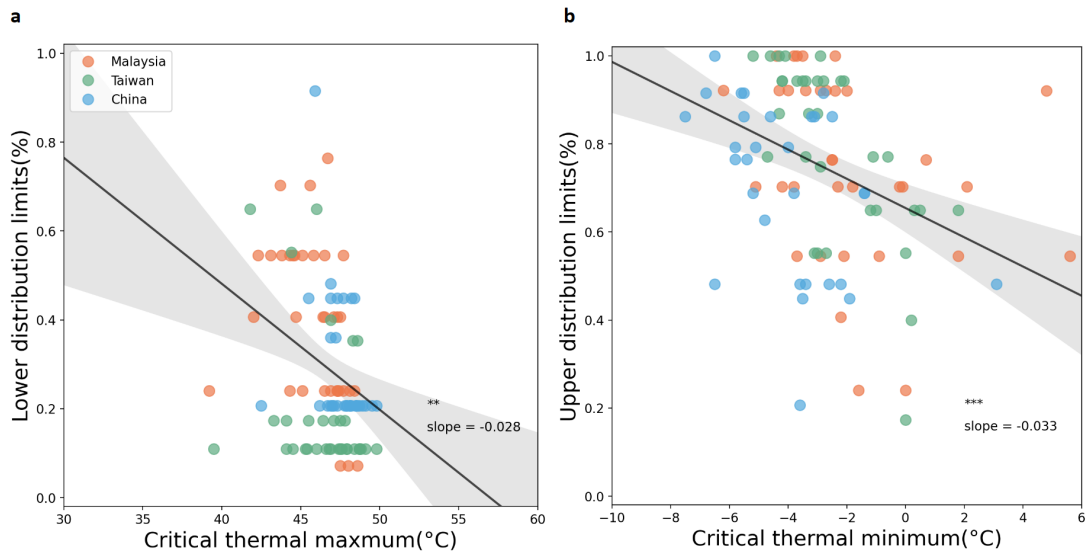 a
b
1.0
0.8
0.6
0.4
0.2
0.0
Lower distribution limits(%)
Malaysia
Taiwan
China
**
slope = -0.028
30
35
40
45
50
55
60
Critical thermal maxmum(°C)
1.0
0.8
0.6
0.4
0.2
0.0
Upper distribution limits(%)
***
slope = -0.033
−10
−8
−6
−4
−2
0
2
4
6
Critical thermal minimum(°C)